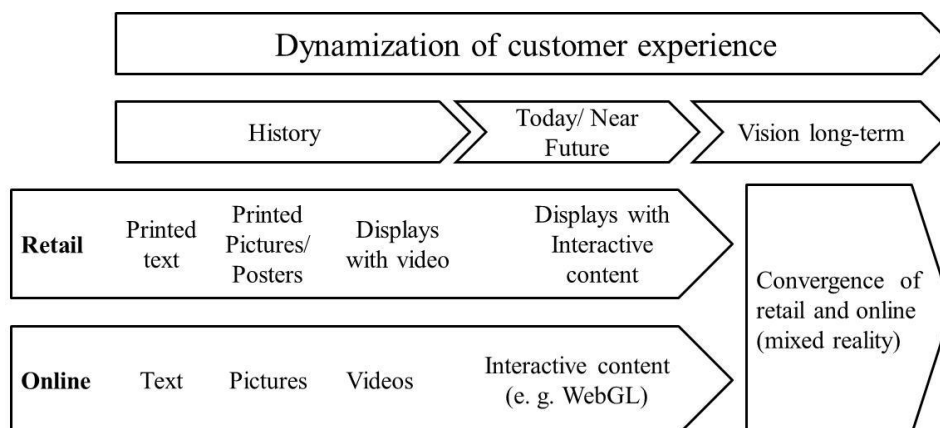 Dynamization of customer experience
History
Today/ Near
Future
Vision long-term
Retail
Printed
text
Printed
Pictures/
Posters
Displays
with video
Displays with
Interactive
content
Online
Text
Pictures
Videos
Interactive content
(e. g. WebGL)
Convergence of
retail and online
(mixed reality)